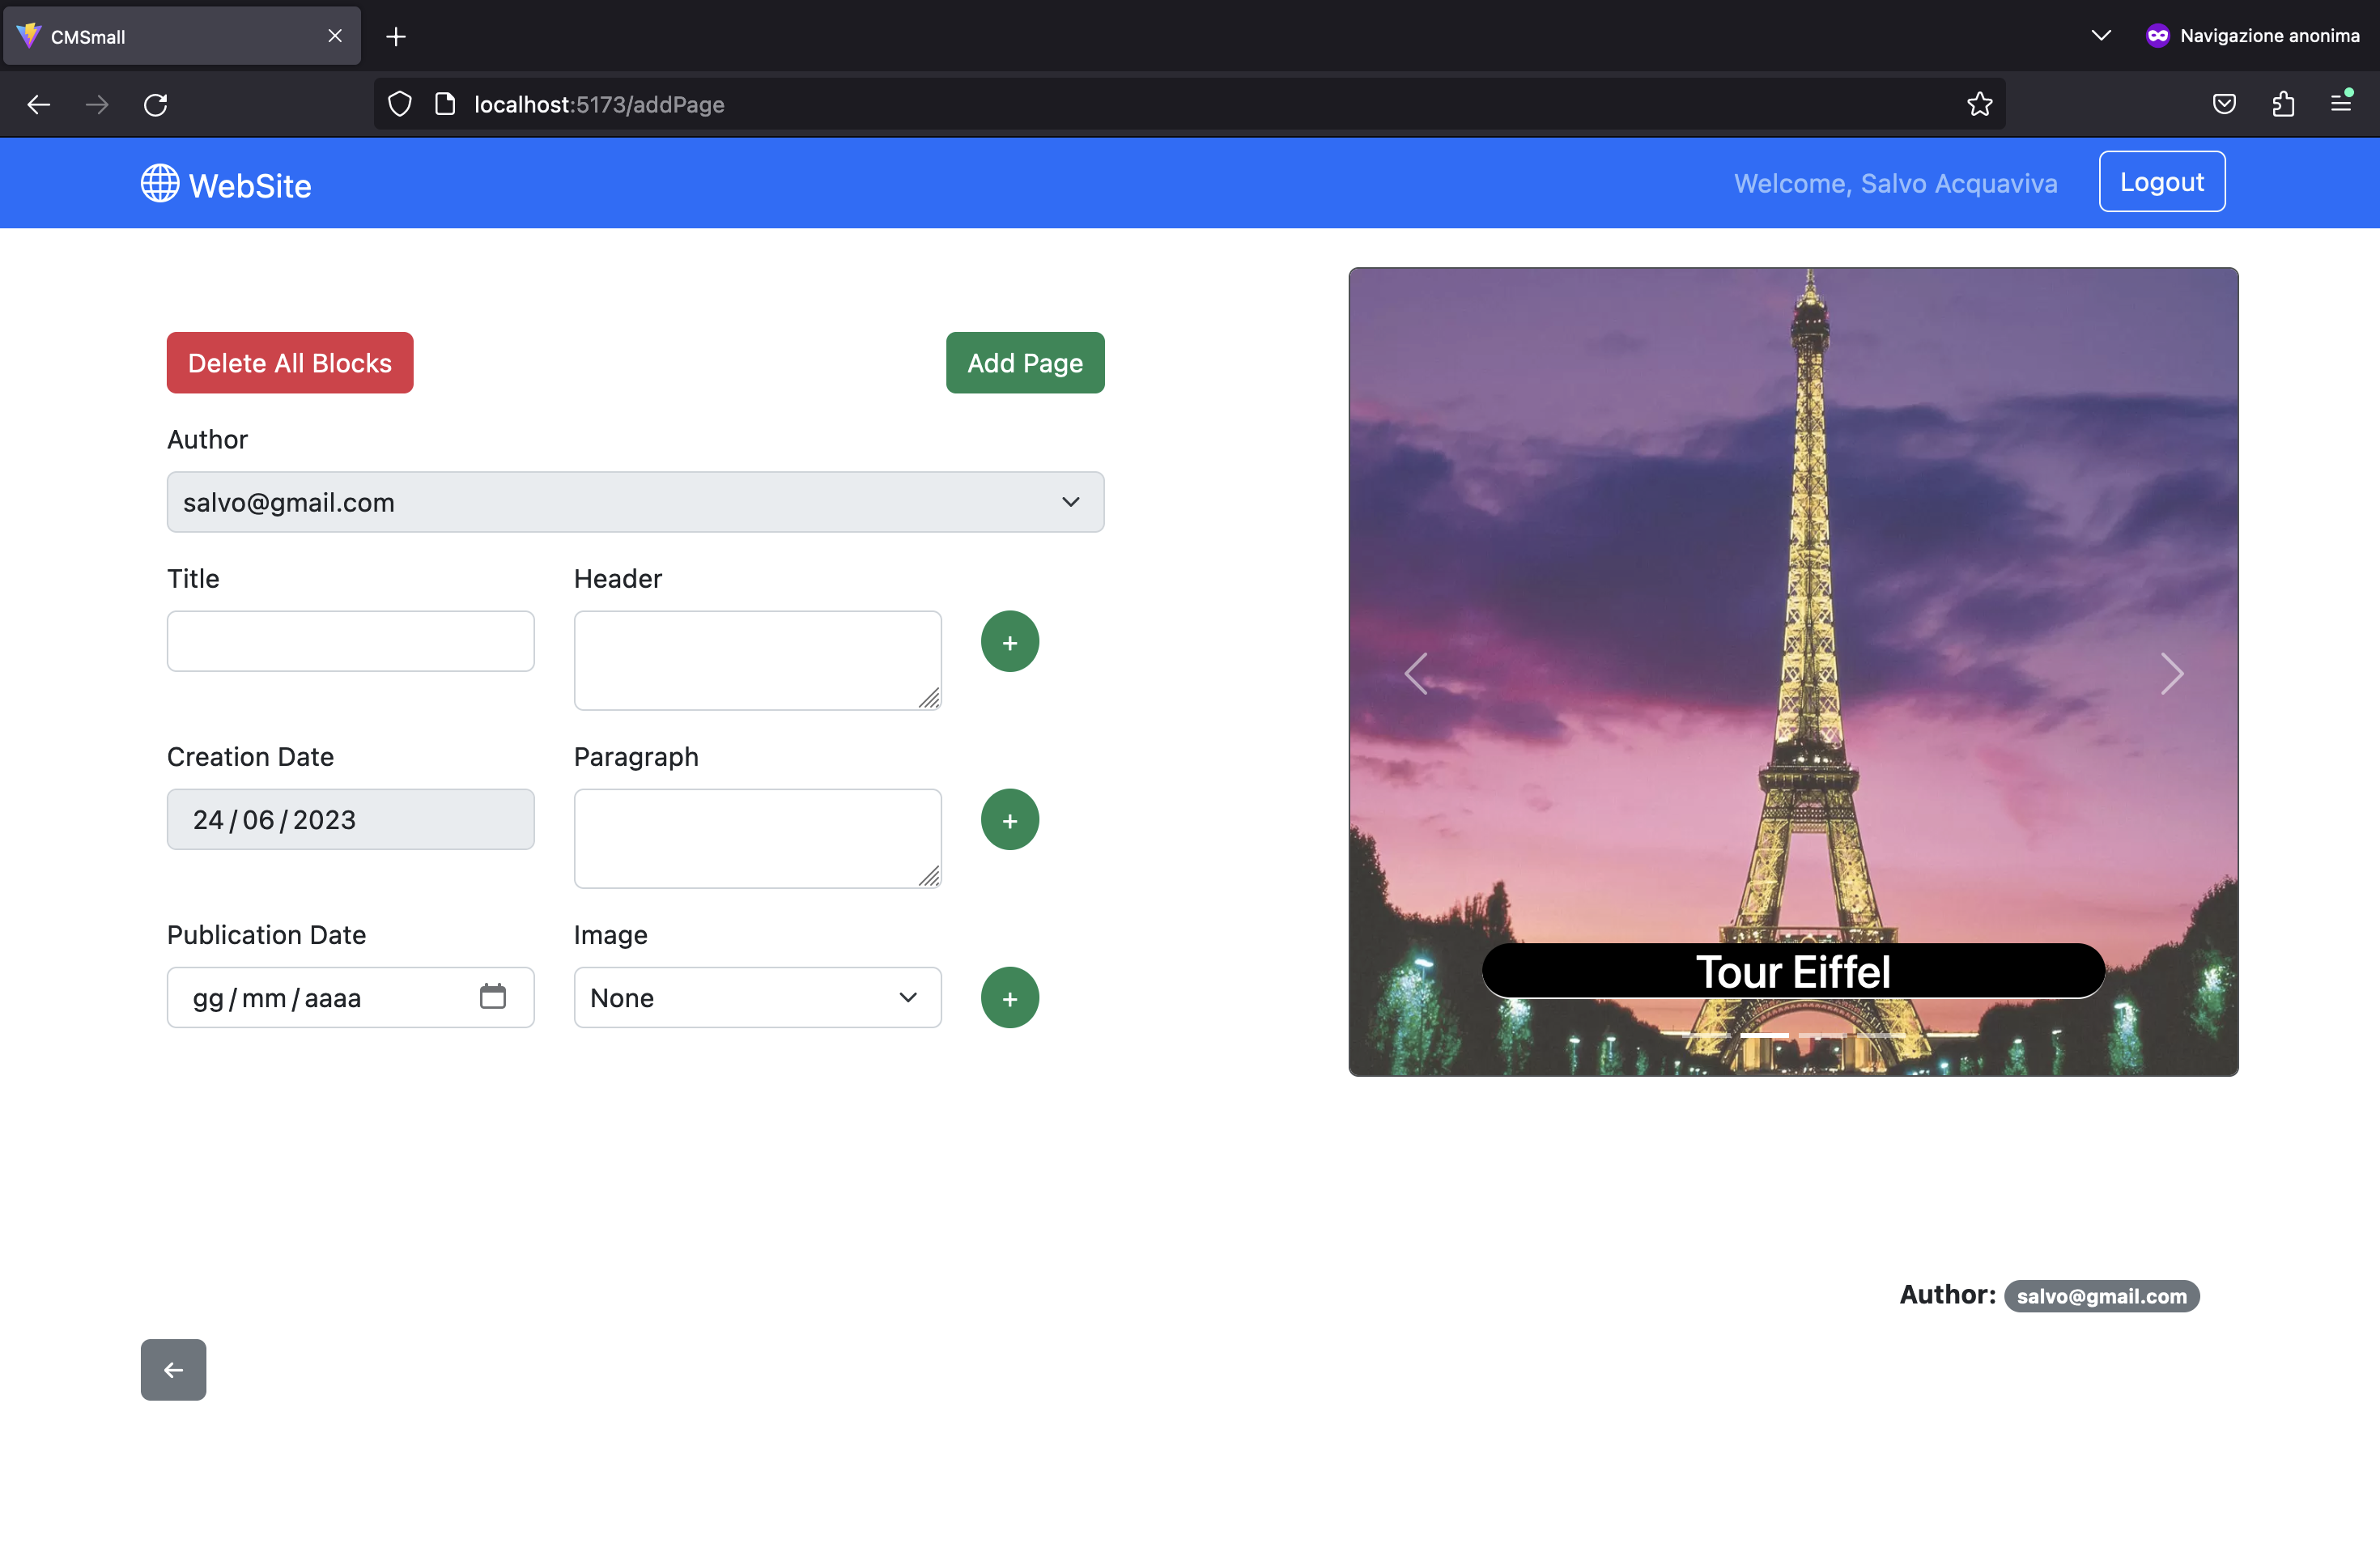 CMSmall
Navigazione anonima
localhost:5173/addPage
WebSite
Welcome, Salvo Acquaviva
Logout
Delete All Blocks
Add Page
Author
salvo@gmail.com
Title
Header
+
Creation Date
Paragraph
24/06/2023
+
Publication Date
Image
gg/mm/aaaa
None
+
Tour Eiffel
Author: salvo@gmail.com